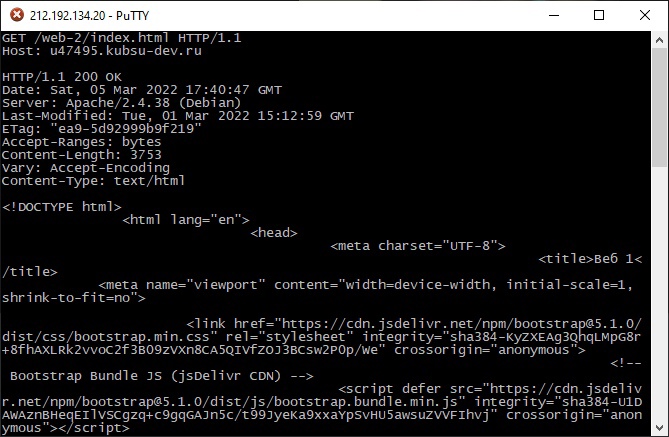 212.192.134.20 - PuTTY
GET /web-2/index.html HTTP/1.1
Host: u47495.kubsu-dev.ru
HTTP/1.1 200 OK
Date: Sat, 05 Mar 2022 17:40:47 GMT
Server: Apache/2.4.38 (Debian)
Last-Modified: Tue, 01 Mar 2022 15:12:59 GMT
ETag: "ea9-5d92999b9f219"
Accept-Ranges: bytes
Content-Length: 3753
Vary: Accept-Encoding
Content-Type: text/html
<!DOCTYPE html>
<html lang="en">
<head>
<meta charset="UTF-8">
<title>Веб 1<
/title>
<meta name="viewport" content="width=device-width, initial-scale=1,
shrink-to-fit=no">
<link href="https://cdn.jsdelivr.net/npm/bootstrap@5.1.0/
dist/css/bootstrap.min.css" rel="stylesheet" integrity="sha384-KyZXEAg3QhqLMpG8r
+8fhAXLRk2vvoC2f3B09zVXn8CA5QIVfZOJ3BCsw2P0p/We" crossorigin="anonymous">
<!--
Bootstrap Bundle JS (jsDelivr CDN) -->
<script defer src="https://cdn.jsdeliv
r.net/npm/bootstrap@5.1.0/dist/js/bootstrap.bundle.min.js" integrity="sha384-U1D
AWAznBHeqEIlVSCgzq+c9gqGAJn5c/t99JyeKa9xxaYpSvHU5awsuZVVFIhvj" crossorigin="anon
ymous"></script>